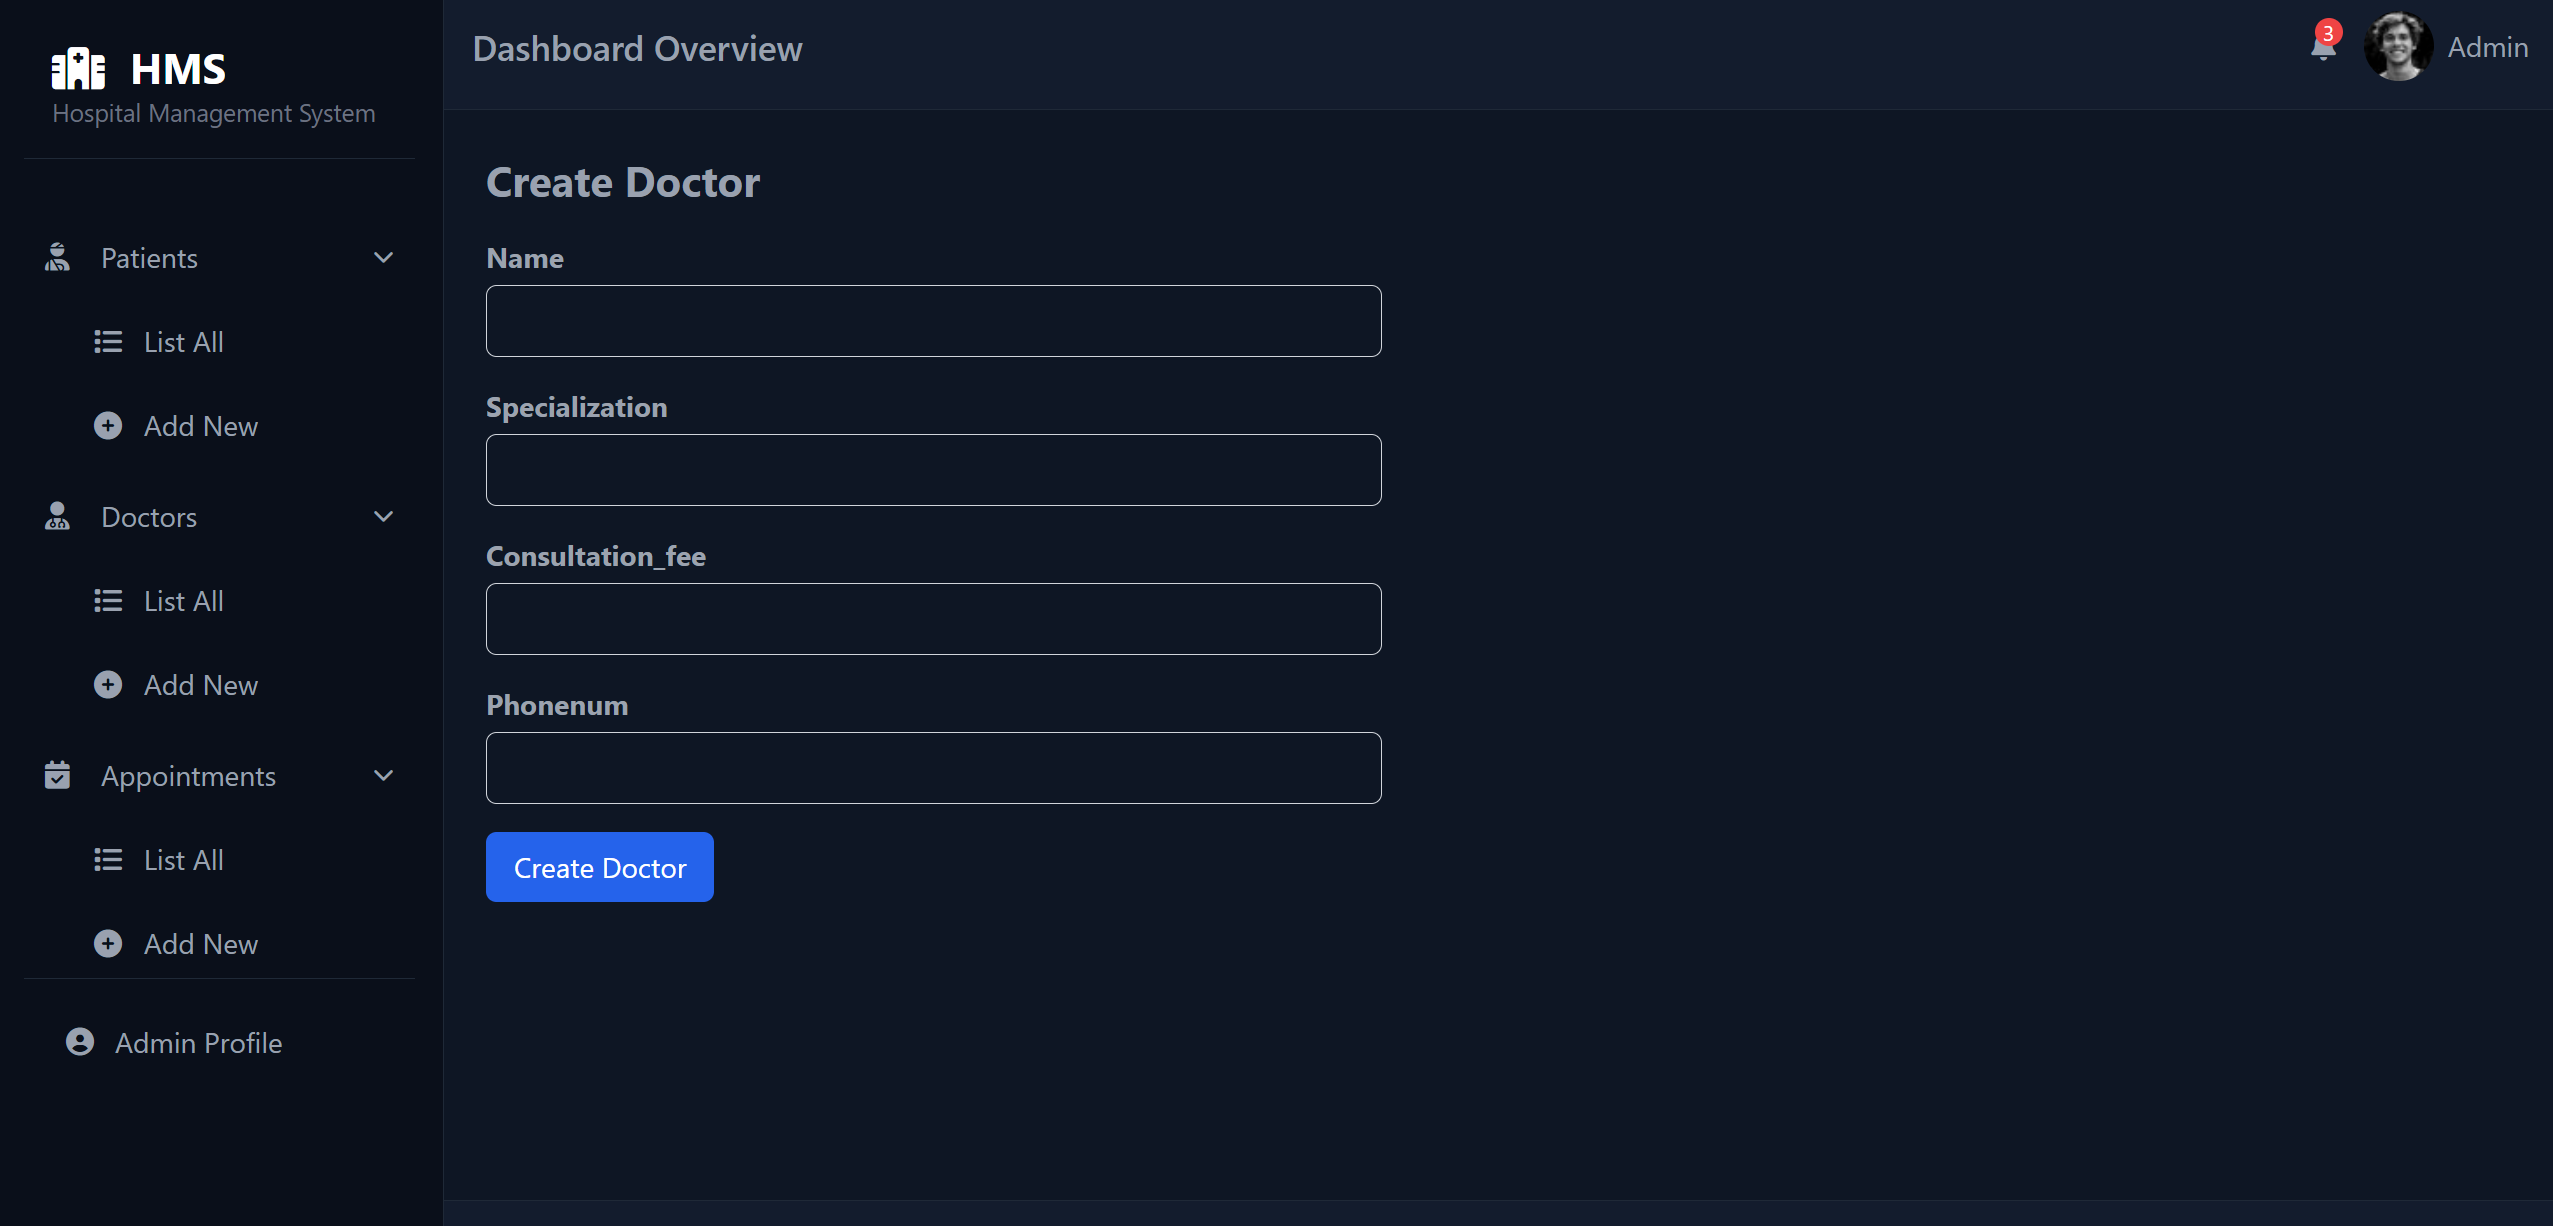 HMS
Hospital Management System
Patients
List All
Add New
Doctors
List All
Add New
Appointments
List All
Add New
Admin Profile
Dashboard Overview
3
Admin
Create Doctor
Name
Specialization
Consultation_fee
Phonenum
Create Doctor